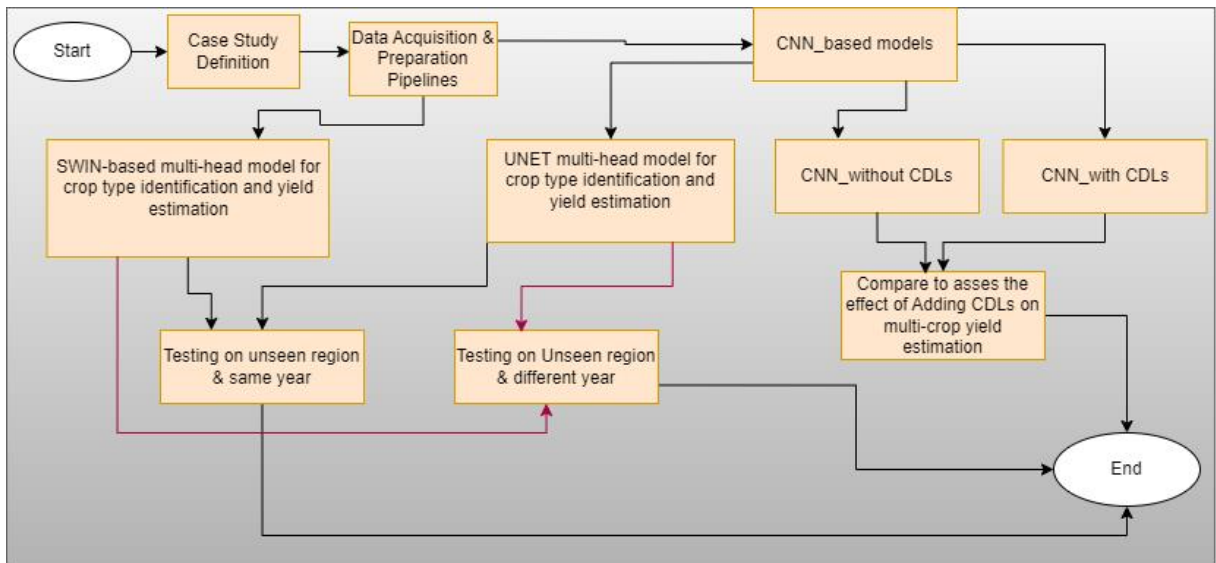 Start
Case Study
Definition
Data Acquisition &
Preparation
Pipelines
CNN_based models
SWIN-based multi-head model for
crop type identification and yield
estimation
UNET multi-head model for
crop type identification and
yield estimation
CNN_without CDLs
CNN_with CDLs
Compare to asses the
effect of Adding CDLs on
multi-crop yield
estimation
Testing on unseen region
& same year
Testing on Unseen region
& different year
End